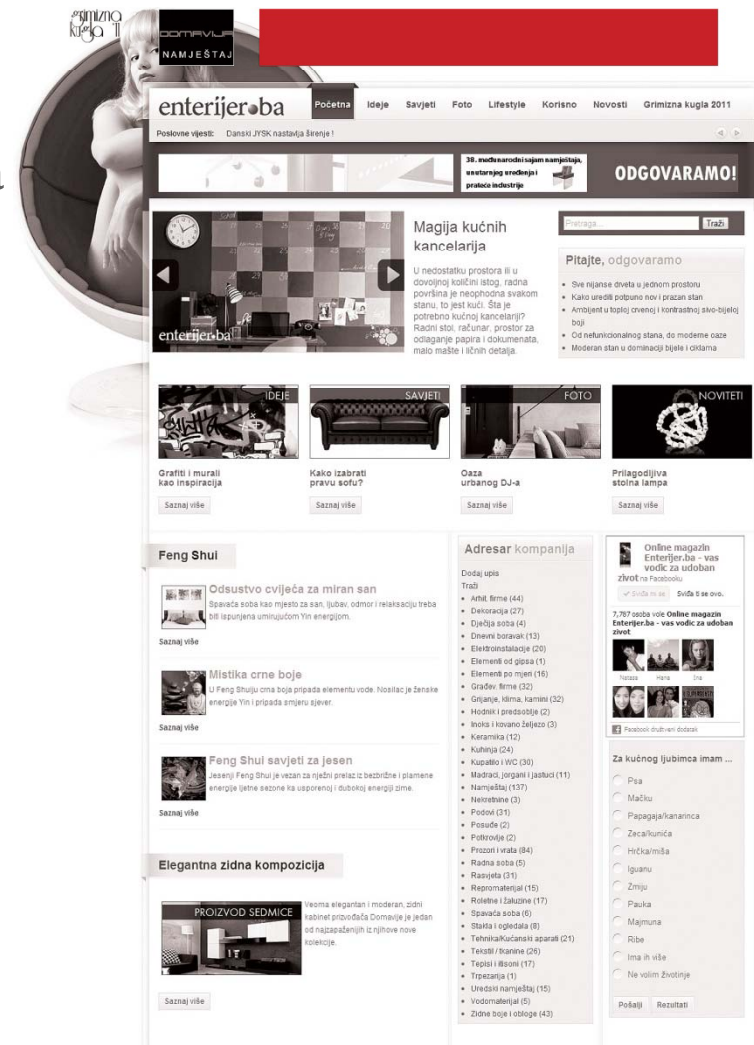 grimizna
kugla '11
DOMAVIJA
NAMJEŠTAJ
enterijer•ba
Početna Ideje Savjeti Foto Lifestyle Korisno Novosti Grimizna kugla 2011
Poslovne vijesti: Danski JYSK nastavlja širenje !
38. međunarodni sajam namještaja,
unutarnjeg uređenja i
prateće industrije
ODGOVARAMO!
Magija kućnih
kancelarija
U nedostatku prostora ili u
dovoljnoj količini istog, radna
površina je neophodna svakom
stanu, to jest kući. Šta je
potrebno kućnoj kancelariji?
Radni stol, računar, prostor za
odlaganje papira i dokumenata,
malo mašte i ličnih detalja.
enterijer•ba
Pretraga... Traži
Pitajte, odgovaramo
Sve nijanse drveta u jednom prostoru
Kako urediti potpuno nov i prazan stan
Ambijent u toploj crvenoj i kontrastnoj sivo-bijeloj
boji
Od nefunkcionalnog stana, do moderne oaze
Moderan stan u dominaciji bijele i ciklama
IDEJE
Grafiti i murali
kao inspiracija
Saznaj više
SAVJETI
Kako izabrati
pravu sofu?
Saznaj više
FOTO
Oaza
urbanog DJ-a
Saznaj više
NOVITETI
Prilagodljiva
stolna lampa
Saznaj više
Feng Shui
Odsustvo cvijeća za miran san
Spavaća soba kao mjesto za san, ljubav, odmor i relaksaciju treba
biti ispunjena umirujućom Yin energijom.
Saznaj više
Mistika crne boje
U Feng Shuiju crna boja pripada elementu vode. Nosilac je ženske
energije Yin i pripada smjeru sjever.
Saznaj više
Feng Shui savjeti za jesen
Jesenji Feng Shui je vezan za nježni prelaz iz bezbrižne i plamene
energije ljetne sezone ka usporenoj i dubokoj energiji zime.
Saznaj više
Elegantna zidna kompozicija
PROIZVOD SEDMICE
Veoma elegantan i moderan, zidni
kabinet prizvođača Domavije je jedan
od najzapaženijih iz njihove nove
kolekcije.
Saznaj više
Adresar kompanija
Dodaj upis
Traži
Arhit. firme (44)
Dekoracija (27)
Dječija soba (4)
Dnevni boravak (13)
Elektroinstalacije (20)
Elementi od gipsa (1)
Elementi po mjeri (16)
Građev. firme (32)
Grijanje, klima, kamini (32)
Hodnik i predsoblje (2)
Inoks i kovano željezo (3)
Keramika (12)
Kuhinja (24)
Kupatilo i WC (30)
Madraci, jorgani i jastuci (11)
Namještaj (137)
Nekretnine (3)
Podovi (31)
Posuđe (2)
Potkrovlje (2)
Prozori i vrata (84)
Radna soba (5)
Rasvjeta (31)
Repromaterijal (15)
Roletne i žaluzine (17)
Spavaća soba (6)
Stakla i ogledala (8)
Tehnika/Kućanski aparati (21)
Tekstil / tkanine (26)
Tepisi i itisoni (17)
Trpezarija (1)
Uredski namještaj (15)
Vodomaterijal (5)
Zidne boje i obloge (43)
Online magazin
Enterijer.ba - vas
vodic za udoban
zivot na Facebooku
Sviđa mi se Sviđa ti se ovo.
7,787 osoba vole Online magazin
Enterijer.ba - vas vodic za udoban
zivot
Natasa Hana Ina
Facebook društveni dodatak
Za kućnog ljubimca imam ...
Psa
Mačku
Papagaja/kanarinca
Zeca/kunića
Hrčka/miša
Iguanu
Zmiju
Pauka
Majmuna
Ribe
Ima ih više
Ne volim životinje
Pošalji Rezultati